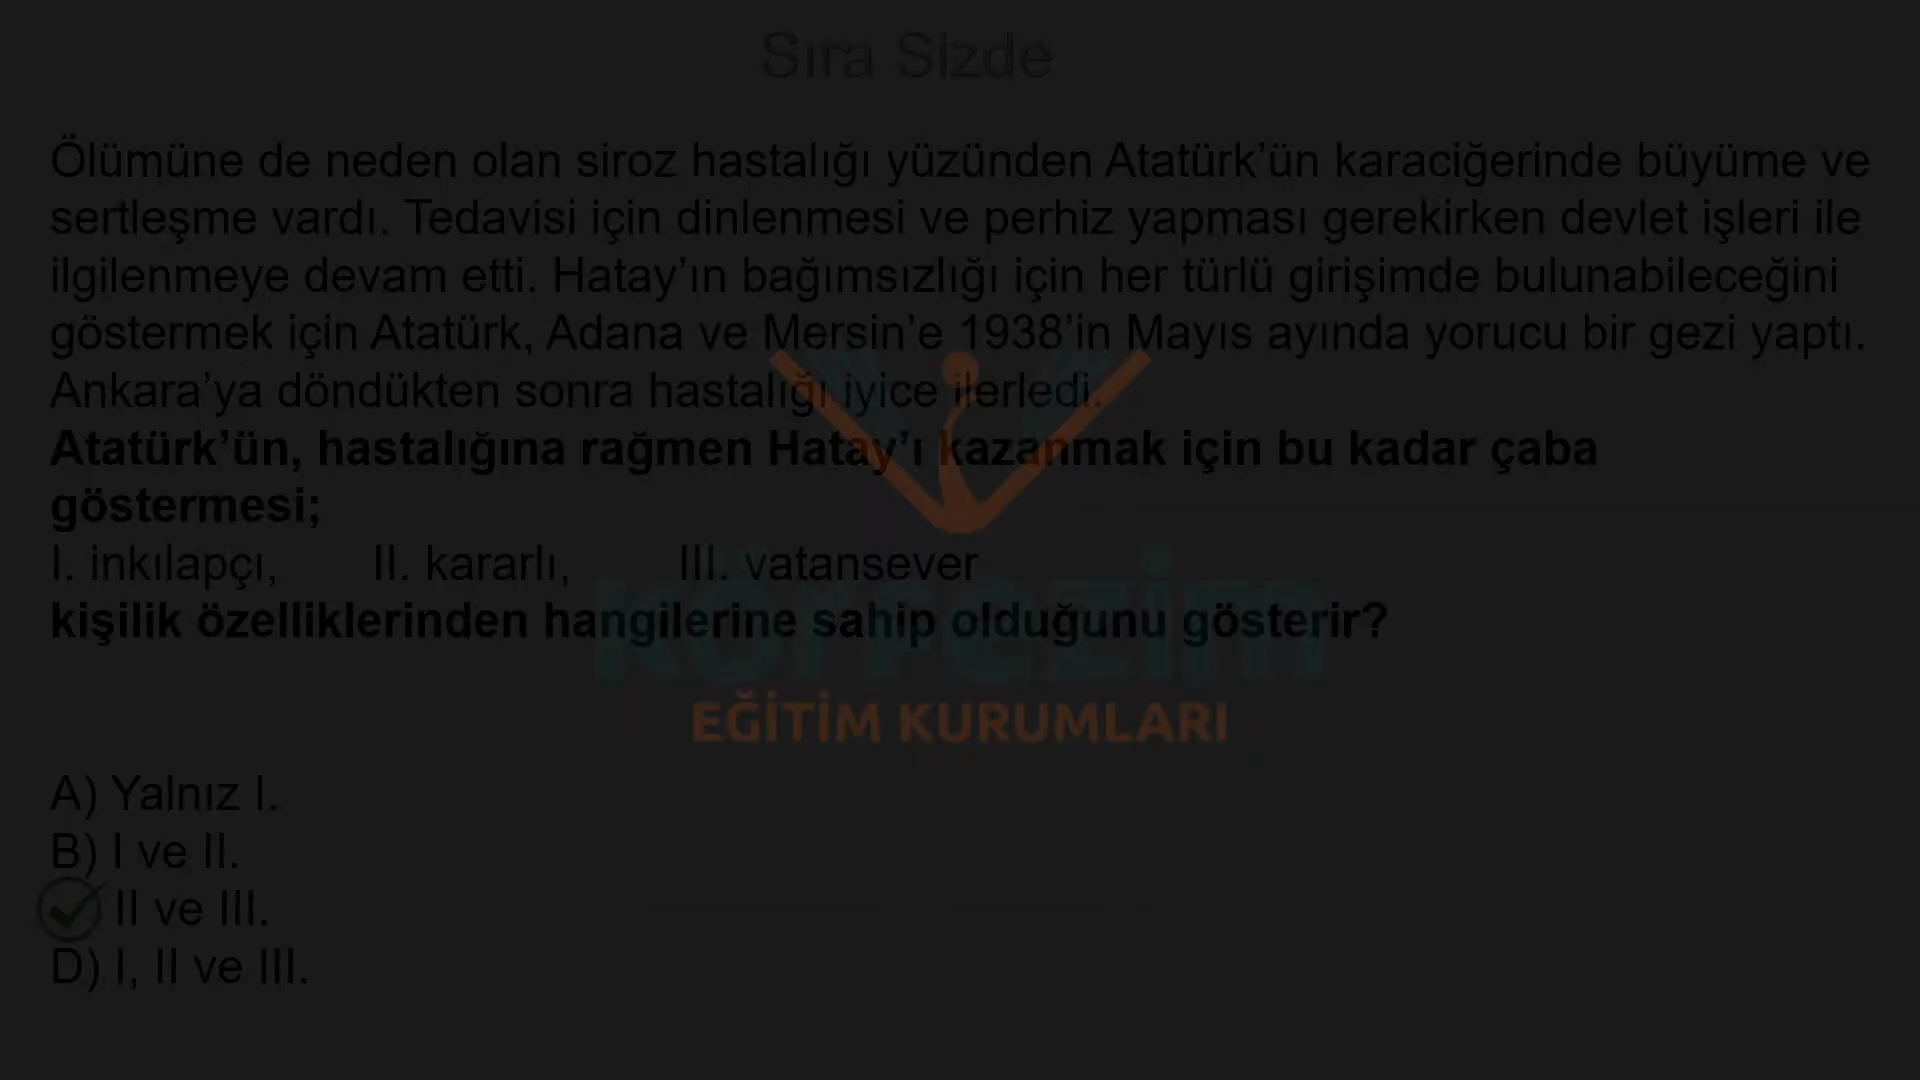 Sıra Sizde
Ölümüne de neden olan siroz hastalığı yüzünden Atatürk’ün karaciğerinde büyüme ve
sertleşme vardı. Tedavisi için dinlenmesi ve perhiz yapması gerekirken devlet işleri ile
ilgilenmeye devam etti. Hatay’ın bağımsızlığı için her türlü girişimde bulunabileceğini
göstermek için Atatürk, Adana ve Mersin’e 1938’in Mayıs ayında yorucu bir gezi yaptı.
Ankara’ya döndükten sonra hastalığı iyice ilerledi.
Atatürk’ün, hastalığına rağmen Hatay’ı kazanmak için bu kadar çaba
göstermesi;
I. inkılapçı, II. kararlı, III. vatansever
kişilik özelliklerinden hangilerine sahip olduğunu gösterir?
körfezim
EĞİTİM KURUMLARI
A) Yalnız I.
B) I ve II.
II ve III.
D) I, II ve III.